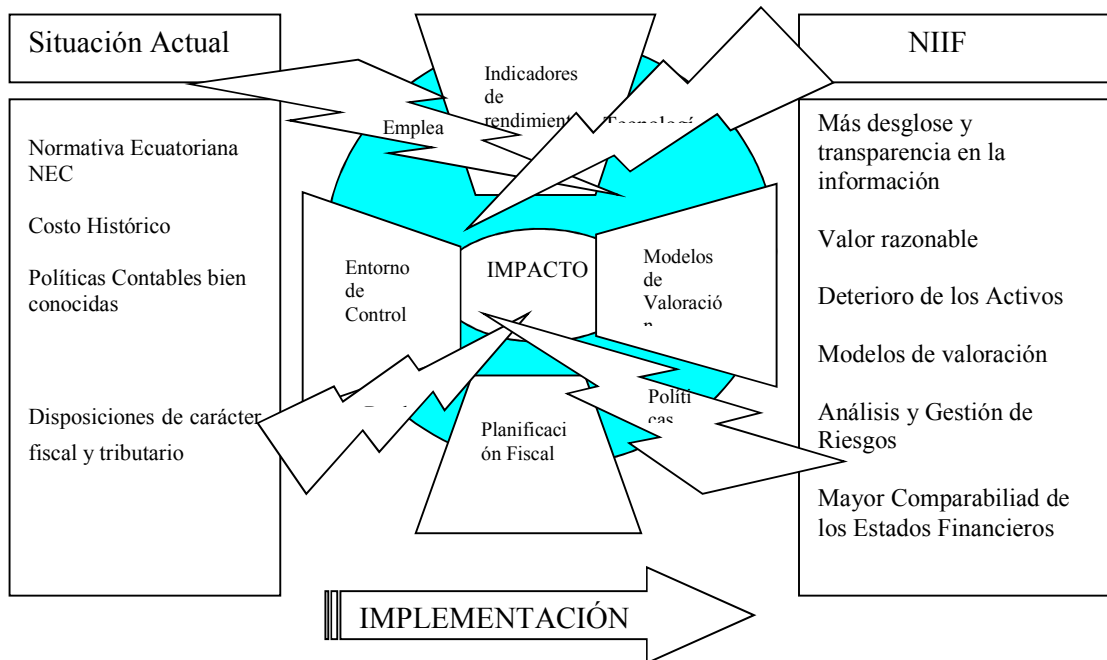 Situación Actual
Normativa Ecuatoriana
NEC
Costo Histórico
Políticas Contables bien
conocidas
Disposiciones de carácter
fiscal y tributario
Indicadores
de
Emplea
Entorno
de
Control
IMPACTO
Modelos
de
Valoració
Políti
cas
Planificaci
ón Fiscal
IMPLEMENTACIÓN
NIIF
Más desglose y
transparencia en la
información
Valor razonable
Deterioro de los Activos
Modelos de valoración
Análisis y Gestión de
Riesgos
Mayor Comparabiliad de
los Estados Financieros